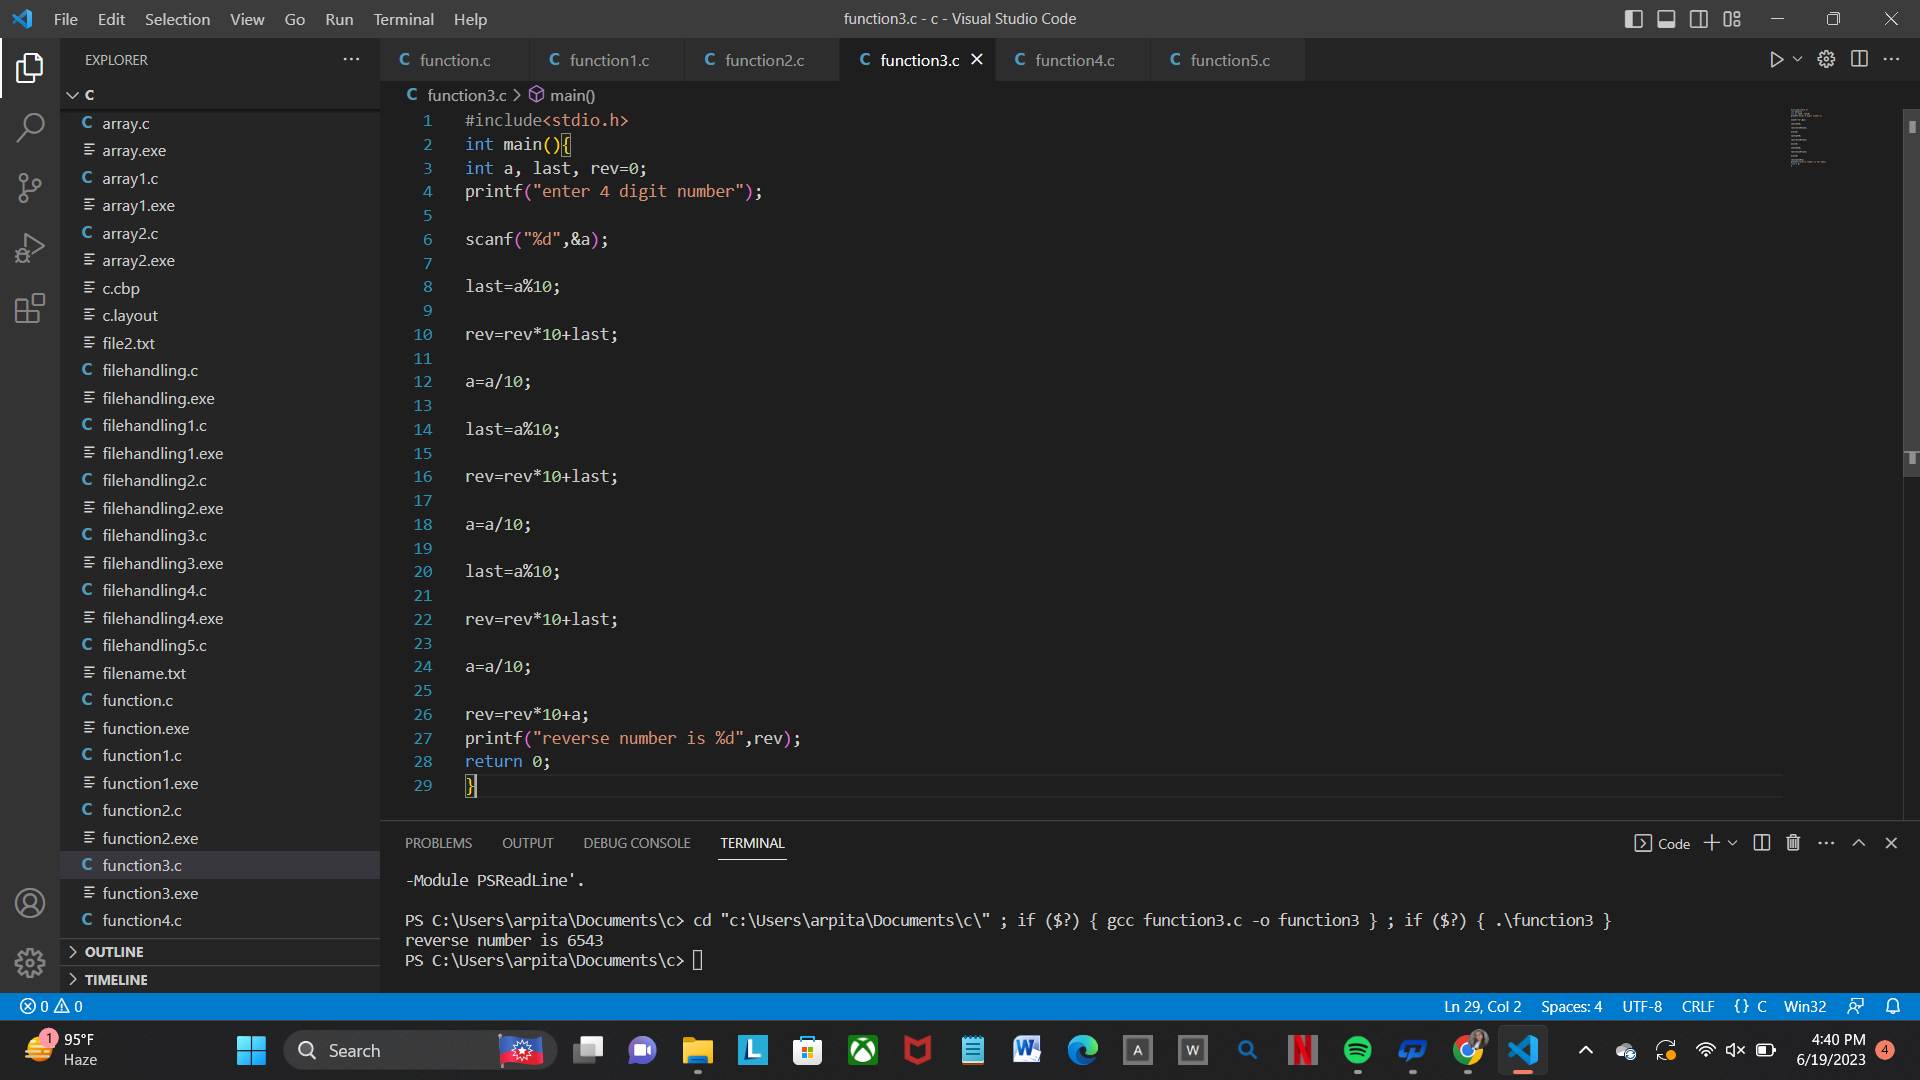 File Edit Selection View Go Run Terminal Help
function3.c - c - Visual Studio Code
EXPLORER
function.c function1.c function2.c function3.c function4.c function5.c
C
array.c
array.exe
array1.c
array1.exe
array2.c
array2.exe
c.cbp
c.layout
file2.txt
filehandling.c
filehandling.exe
filehandling1.c
filehandling1.exe
filehandling2.c
filehandling2.exe
filehandling3.c
filehandling3.exe
filehandling4.c
filehandling4.exe
filehandling5.c
filename.txt
function.c
function.exe
function1.c
function1.exe
function2.c
function2.exe
function3.c
function3.exe
function4.c
OUTLINE
TIMELINE
function3.c > main()
1 #include<stdio.h>
2 int main(){
3 int a, last, rev=0;
4 printf("enter 4 digit number");
5
6 scanf("%d",&a);
7
8 last=a%10;
9
10 rev=rev*10+last;
11
12 a=a/10;
13
14 last=a%10;
15
16 rev=rev*10+last;
17
18 a=a/10;
19
20 last=a%10;
21
22 rev=rev*10+last;
23
24 a=a/10;
25
26 rev=rev*10+a;
27 printf("reverse number is %d",rev);
28 return 0;
29 }
PROBLEMS OUTPUT DEBUG CONSOLE TERMINAL
Code
-Module PSReadLine'.
PS C:\Users\arpita\Documents\c> cd "c:\Users\arpita\Documents\c\" ; if ($?) { gcc function3.c -o function3 } ; if ($?) { .\function3 }
reverse number is 6543
PS C:\Users\arpita\Documents\c>
0 0
Ln 29, Col 2 Spaces: 4 UTF-8 CRLF {} C Win32
1
95°F
Haze
Search
L
A
W
N
4:40 PM
6/19/2023
4